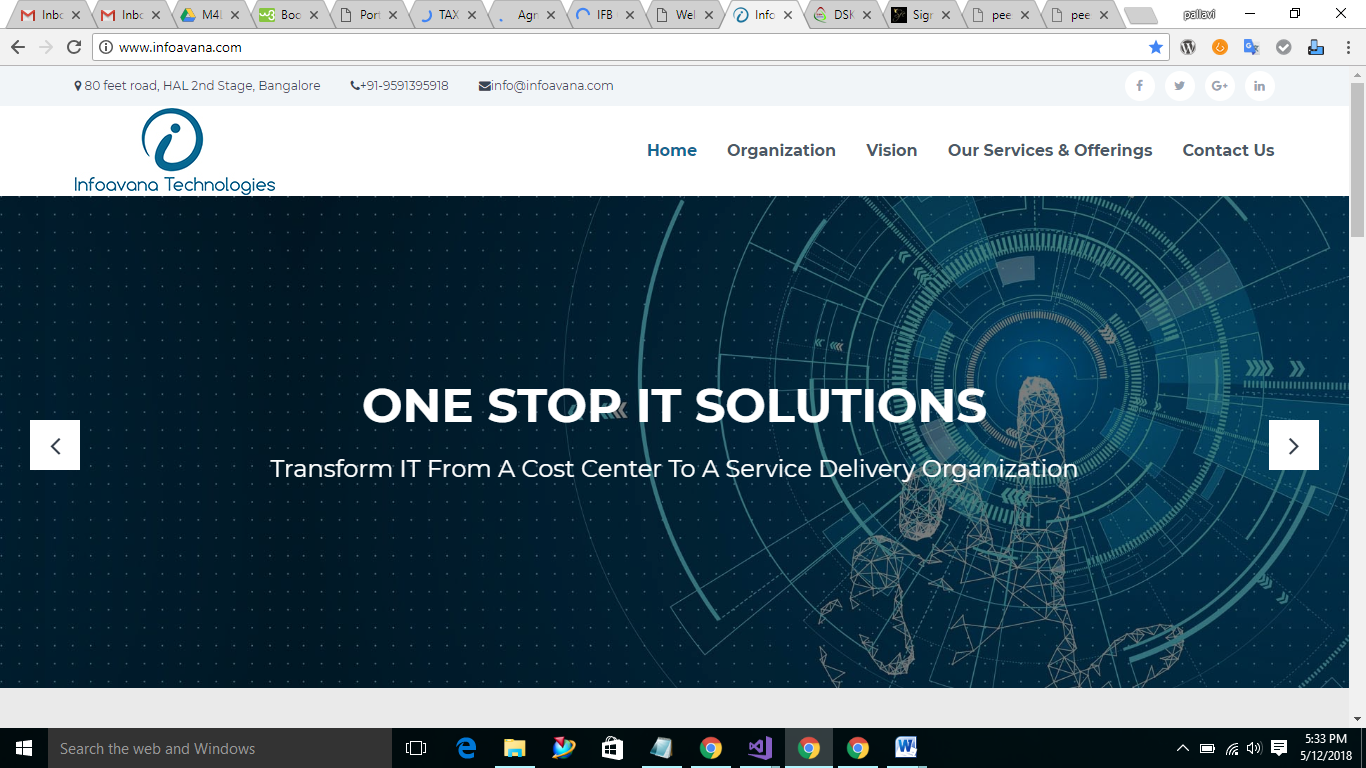 Inbo Inbo M4I Boo Port TAX Agr IFB Wel Info DSK Sigr pee pee pallavi
www.infoavana.com
80 feet road, HAL 2nd Stage, Bangalore +91-9591395918 info@infoavana.com f G+ in
i
Infoavana Technologies
Home Organization Vision Our Services & Offerings Contact Us
ONE STOP IT SOLUTIONS
Transform IT From A Cost Center To A Service Delivery Organization
Search the web and Windows
5:33 PM
5/12/2018